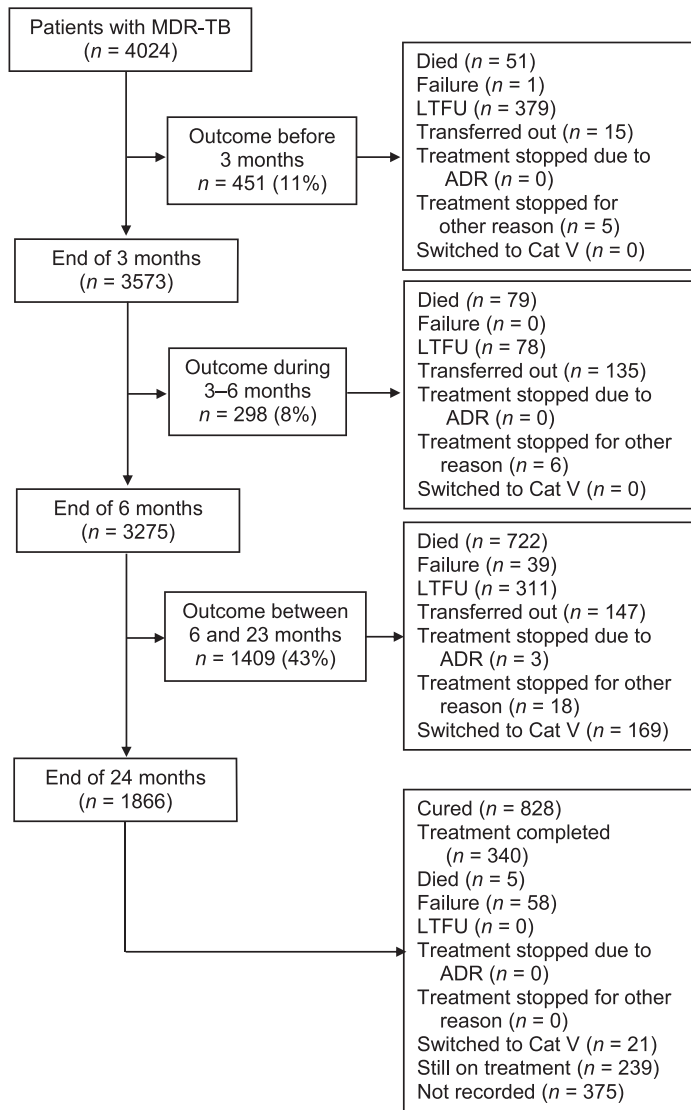 Patients with MDR-TB
(n = 4024)
Outcome before
3 months
n = 451 (11%)
Died (n = 51)
Failure (n = 1)
LTFU (n = 379)
Transferred out (n = 15)
Treatment stopped due to
ADR (n = 0)
Treatment stopped for
other reason (n = 5)
Switched to Cat V (n = 0)
End of 3 months
(n = 3573)
Outcome during
3–6 months
n = 298 (8%)
Died (n = 79)
Failure (n = 0)
LTFU (n = 78)
Transferred out (n = 135)
Treatment stopped due to
ADR (n = 0)
Treatment stopped for other
reason (n = 6)
Switched to Cat V (n = 0)
End of 6 months
(n = 3275)
Outcome between
6 and 23 months
n = 1409 (43%)
Died (n = 722)
Failure (n = 39)
LTFU (n = 311)
Transferred out (n = 147)
Treatment stopped due to
ADR (n = 3)
Treatment stopped for other
reason (n = 18)
Switched to Cat V (n = 169)
End of 24 months
(n = 1866)
Cured (n = 828)
Treatment completed
(n = 340)
Died (n = 5)
Failure (n = 58)
LTFU (n = 0)
Treatment stopped due to
ADR (n = 0)
Treatment stopped for other
reason (n = 0)
Switched to Cat V (n = 21)
Still on treatment (n = 239)
Not recorded (n = 375)